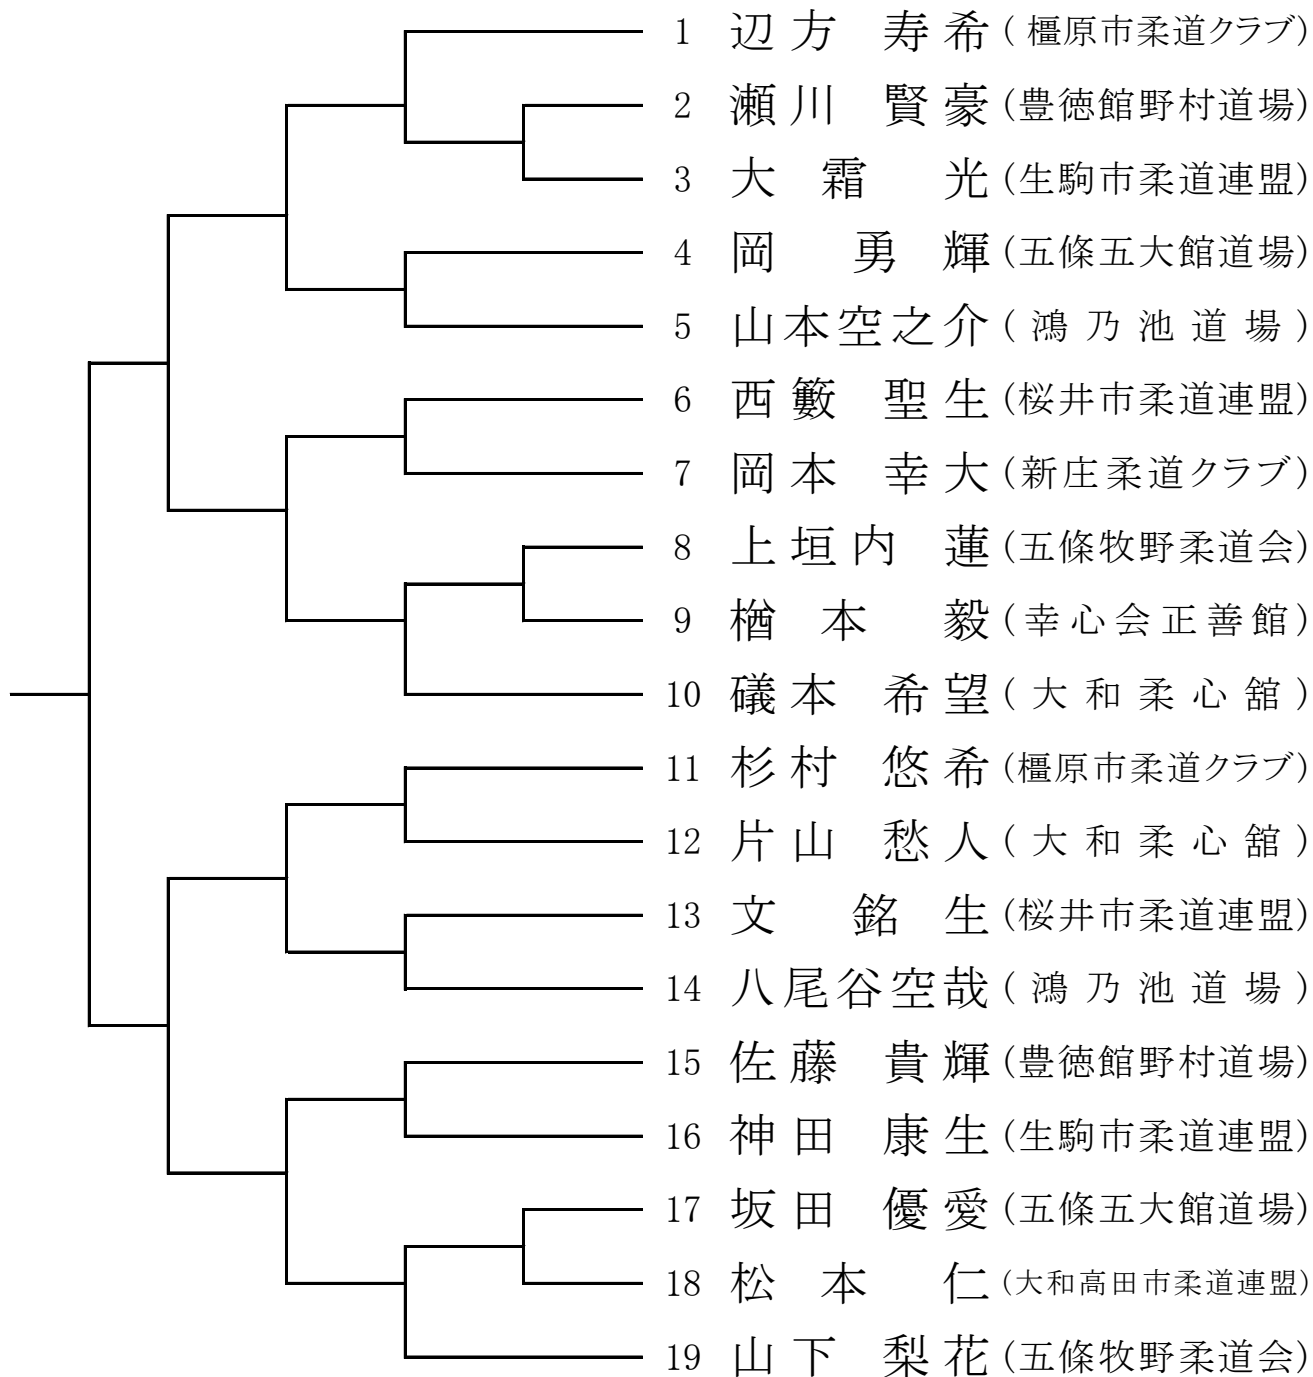 1 辺方 寿希 (橿原市柔道クラブ)
2 瀬川 賢豪 (豊徳館野村道場)
3 大霜 光 (生駒市柔道連盟)
4 岡 勇輝 (五條五大館道場)
5 山本空之介 (鴻乃池道場)
6 西籔 聖生 (桜井市柔道連盟)
7 岡本 幸大 (新庄柔道クラブ)
8 上垣内 蓮 (五條牧野柔道会)
9 楢本 毅 (幸心会正善館)
10 礒本 希望 (大和柔心舘)
11 杉村 悠希 (橿原市柔道クラブ)
12 片山 愁人 (大和柔心舘)
13 文 銘生 (桜井市柔道連盟)
14 八尾谷空哉 (鴻乃池道場)
15 佐藤 貴輝 (豊徳館野村道場)
16 神田 康生 (生駒市柔道連盟)
17 坂田 優愛 (五條五大館道場)
18 松本 仁 (大和高田市柔道連盟)
19 山下 梨花 (五條牧野柔道会)